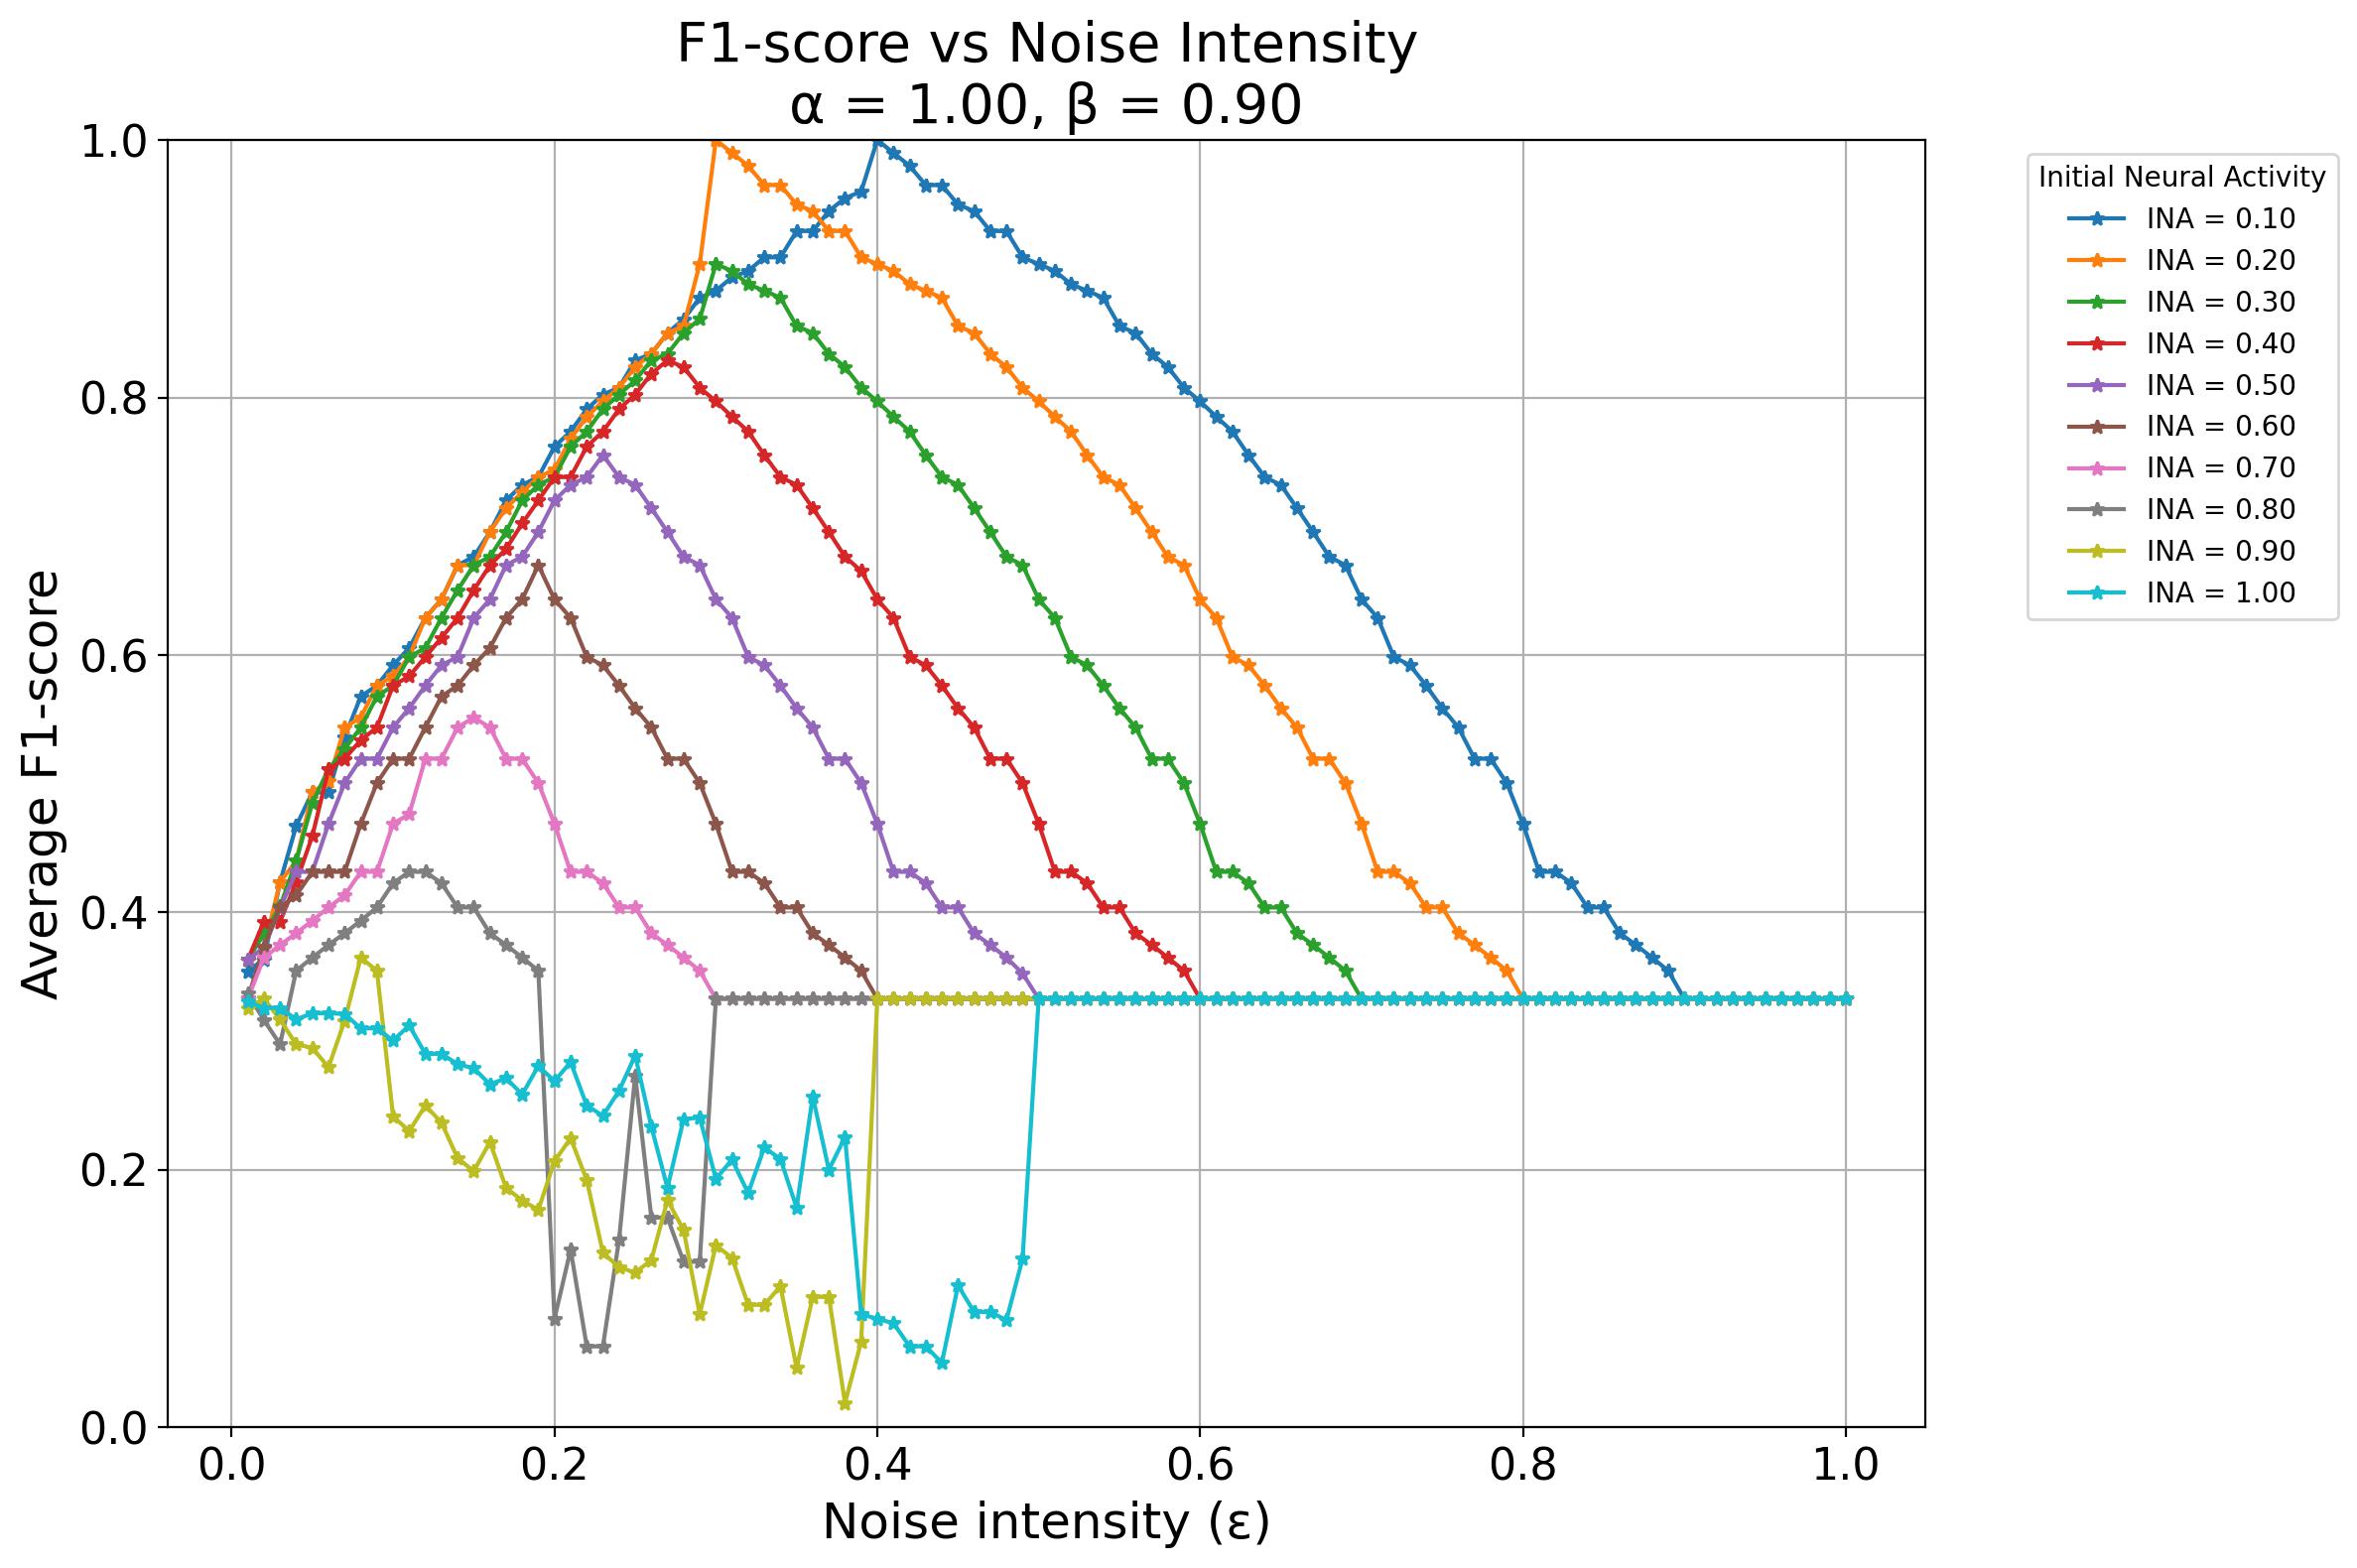 F1-score vs Noise Intensity
α = 1.00, β = 0.90
1.0
0.8
0.6
0.4
0.2
0.0
Average F1-score
0.0 0.2 0.4 0.6 0.8 1.0
Noise intensity (ε)
Initial Neural Activity
INA = 0.10
INA = 0.20
INA = 0.30
INA = 0.40
INA = 0.50
INA = 0.60
INA = 0.70
INA = 0.80
INA = 0.90
INA = 1.00